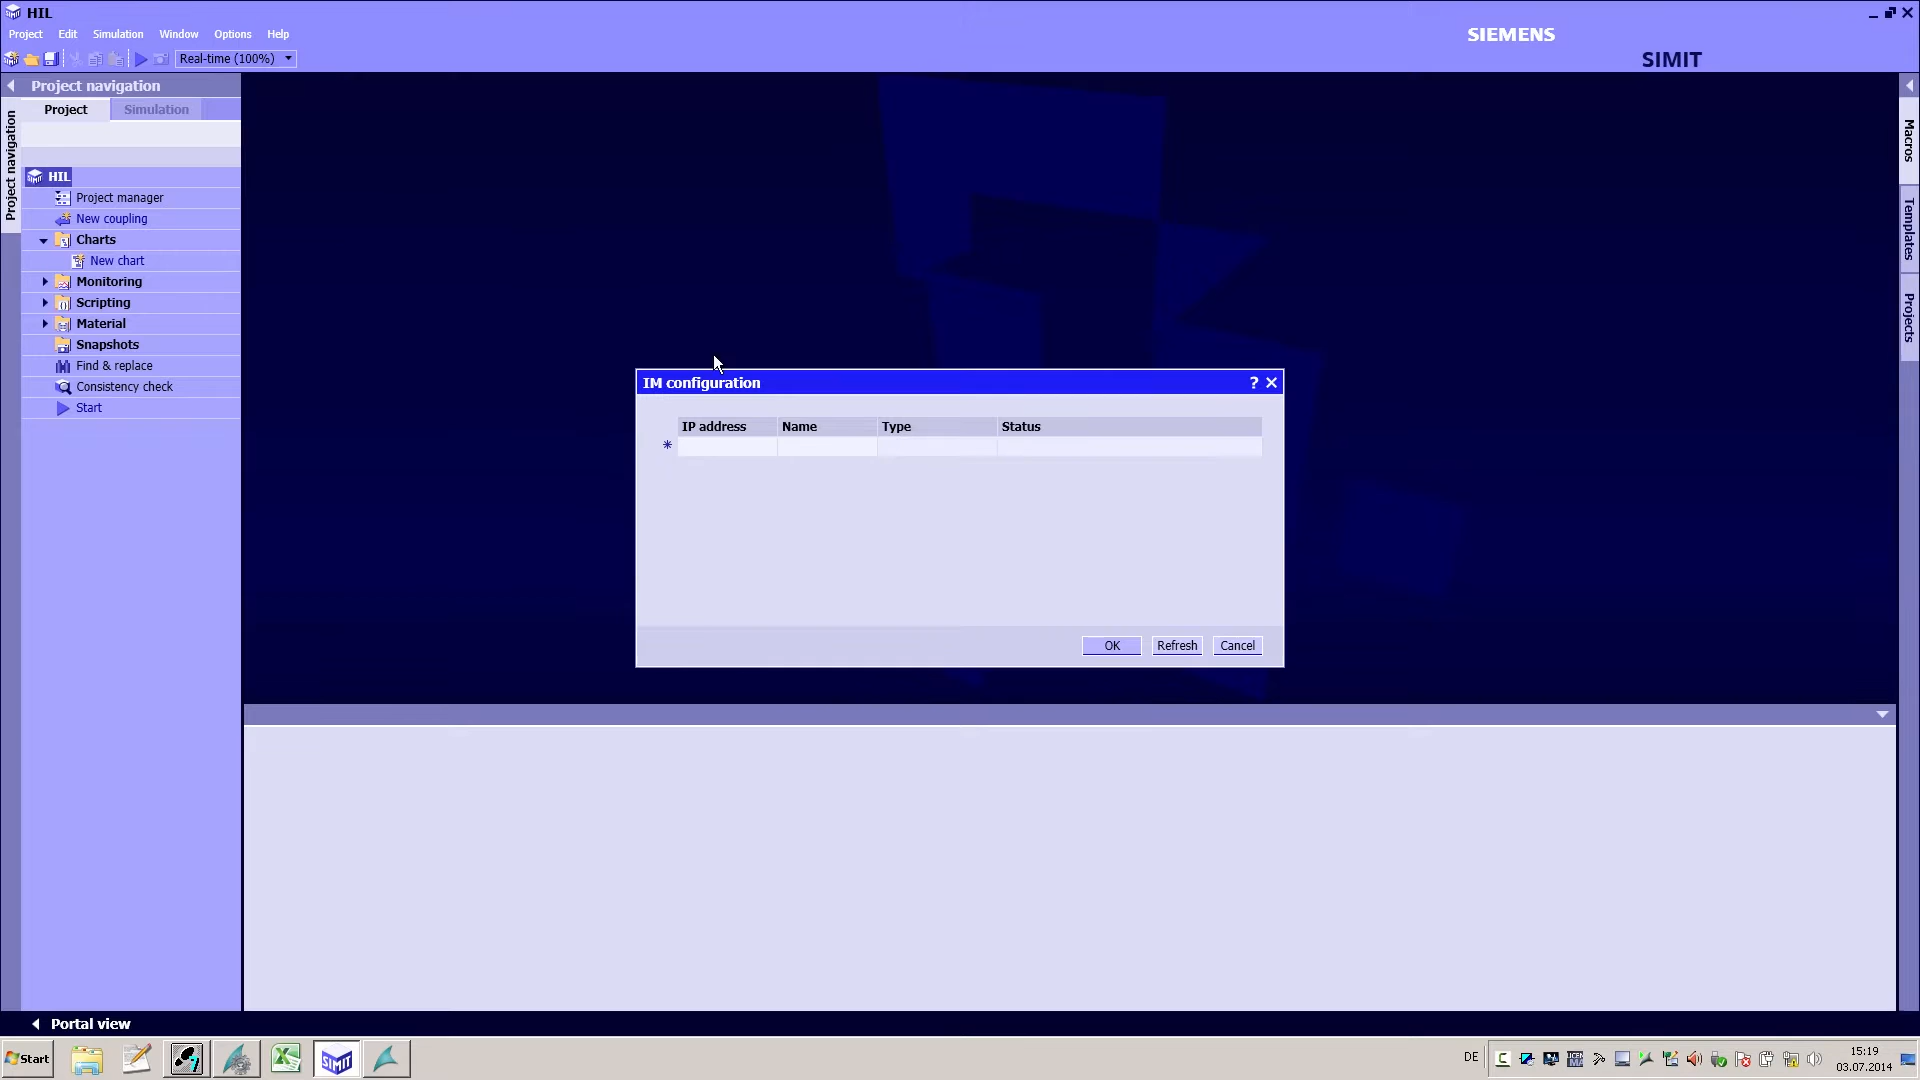 HIL
Project Edit Simulation Window Options Help
SIEMENS
Real-time (100%)
SIMIT
Project navigation
Project Simulation
Project navigation
HIL
Project manager
New coupling
Charts
New chart
Monitoring
Scripting
Material
Snapshots
Find & replace
Consistency check
Start
IM configuration
? ×
IP address Name Type Status
*
OK Refresh Cancel
Macros
Templates
Projects
Portal view
Start
SIMIT
DE
15:19
03.07.2014